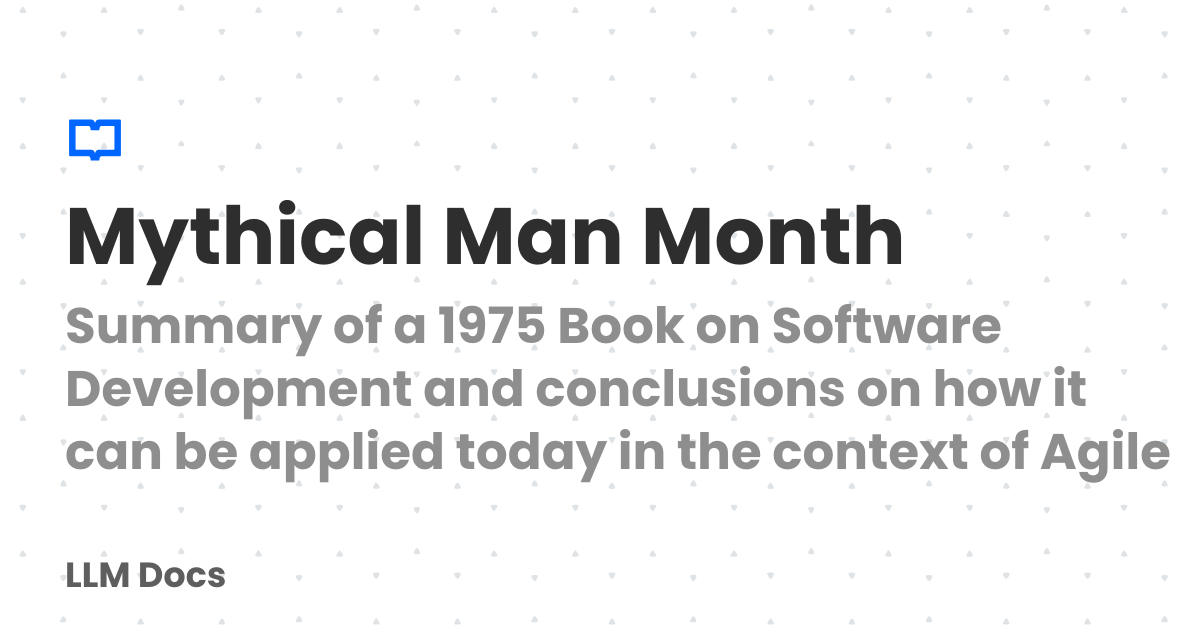 Mythical Man Month
Summary of a 1975 Book on Software
Development and conclusions on how it
can be applied today in the context of Agile
LLM Docs